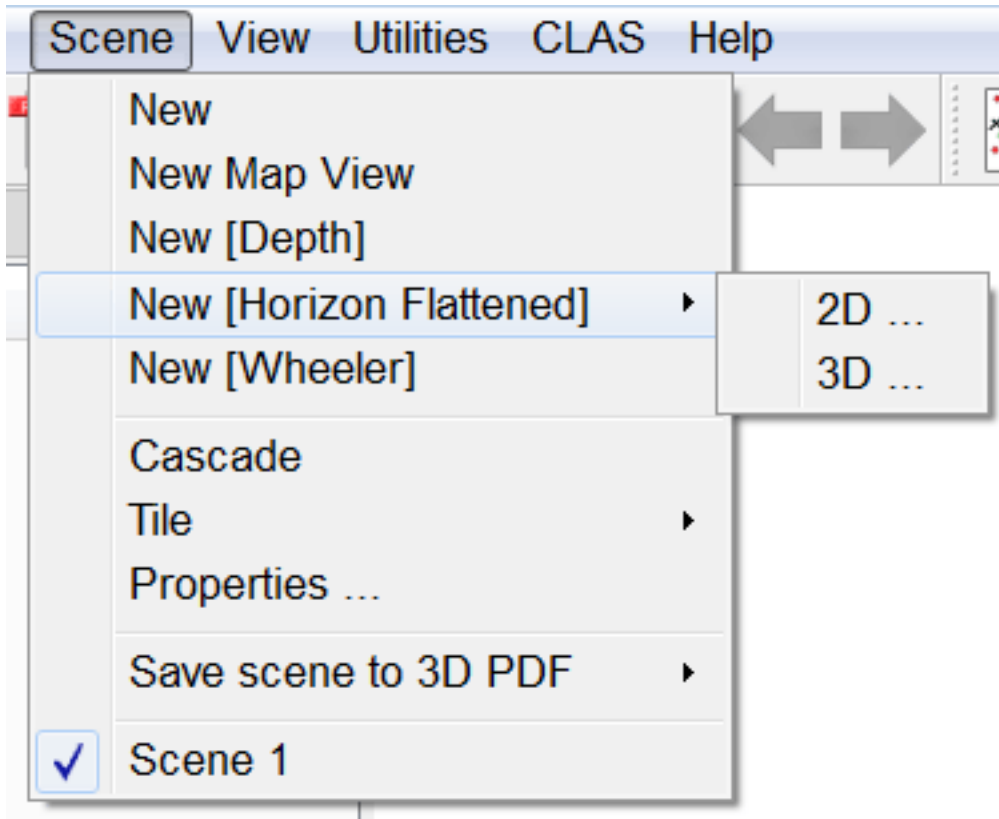 Scene View Utilities CLAS Help
New
New Map View
New [Depth]
New [Horizon Flattened]
2D ...
3D ...
New [Wheeler]
Cascade
Tile
Properties ...
Save scene to 3D PDF
Scene 1